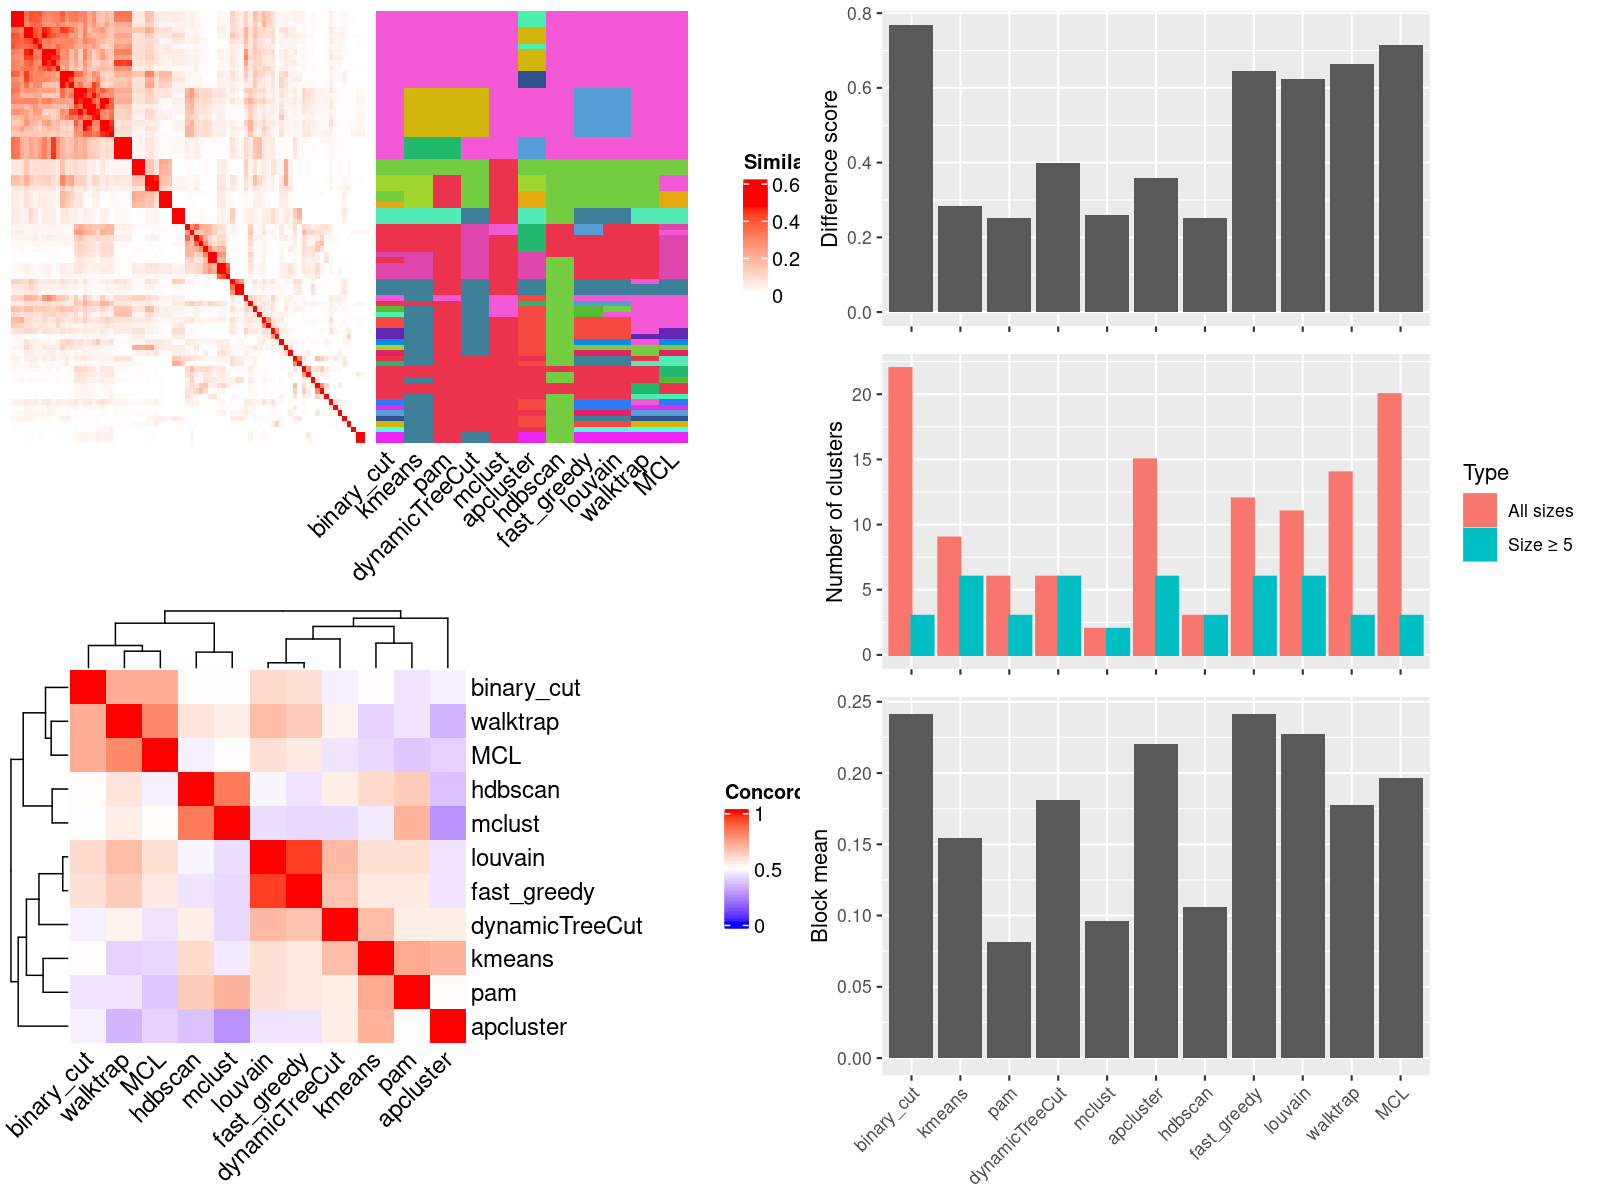 Simila
0.6
0.4
0.2
0
binary_cut
kmeans
pam
dynamicTreeCut
mclust
apcluster
hdbscan
fast_greedy
louvain
walktrap
MCL
binary_cut
walktrap
MCL
hdbscan
mclust
louvain
fast_greedy
dynamicTreeCut
kmeans
pam
apcluster
Concord
1
0.5
0
binary_cut
walktrap
MCL
hdbscan
mclust
louvain
fast_greedy
dynamicTreeCut
kmeans
pam
apcluster
Difference score
0.8
0.6
0.4
0.2
0.0
Number of clusters
20
15
10
5
0
Type
All sizes
Size ≥ 5
Block mean
0.25
0.20
0.15
0.10
0.05
0.00
binary_cut
kmeans
pam
dynamicTreeCut
mclust
apcluster
hdbscan
fast_greedy
louvain
walktrap
MCL